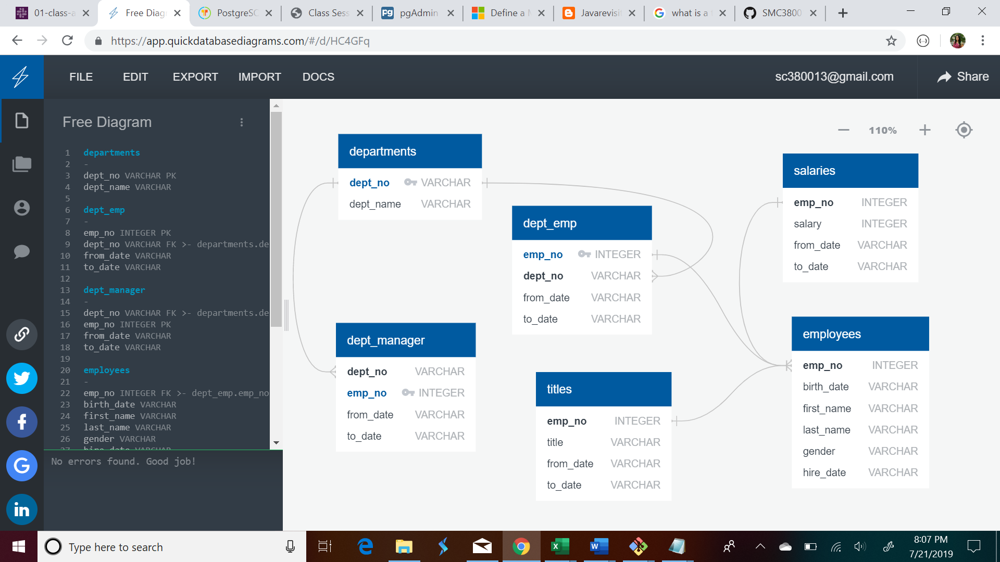 01-class-a
Free Diagr
PostgreSQ
Class Sess
pgAdmin
Define a M
Javarevisi
what is a
SMC3800
https://app.quickdatabasediagrams.com/#/d/HC4GFq
FILE EDIT EXPORT IMPORT DOCS
sc380013@gmail.com
Share
Free Diagram
110%
1 departments
2 -
3 dept_no VARCHAR PK
4 dept_name VARCHAR
5
6 dept_emp
7 -
8 emp_no INTEGER PK
9 dept_no VARCHAR FK >- departments.de
10 from_date VARCHAR
11 to_date VARCHAR
12
13 dept_manager
14 -
15 dept_no VARCHAR FK >- departments.de
16 emp_no INTEGER PK
17 from_date VARCHAR
18 to_date VARCHAR
19
20 employees
21 -
22 emp_no INTEGER FK >- dept_emp.emp_no
23 birth_date VARCHAR
24 first_name VARCHAR
25 last_name VARCHAR
26 gender VARCHAR
27 hire_date VARCHAR
No errors found. Good job!
departments
dept_no VARCHAR
dept_name VARCHAR
dept_emp
emp_no INTEGER
dept_no VARCHAR
from_date VARCHAR
to_date VARCHAR
salaries
emp_no INTEGER
salary INTEGER
from_date VARCHAR
to_date VARCHAR
dept_manager
dept_no VARCHAR
emp_no INTEGER
from_date VARCHAR
to_date VARCHAR
titles
emp_no INTEGER
title VARCHAR
from_date VARCHAR
to_date VARCHAR
employees
emp_no INTEGER
birth_date VARCHAR
first_name VARCHAR
last_name VARCHAR
gender VARCHAR
hire_date VARCHAR
Type here to search
8:07 PM
7/21/2019